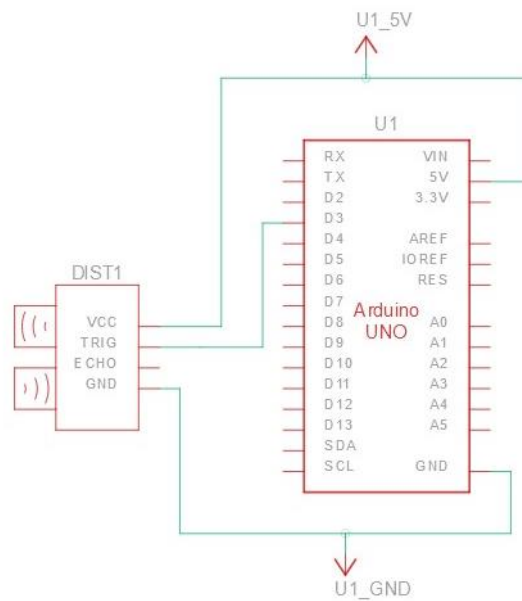 U1_5V
U1
RX
TX
D2
D3
D4
D5
D6
D7
D8
D9
D10
D11
D12
D13
SDA
SCL
VIN
5V
3.3V
AREF
IOREF
RES
A0
A1
A2
A3
A4
A5
GND
Arduino
UNO
DIST1
VCC
TRIG
ECHO
GND
U1_GND